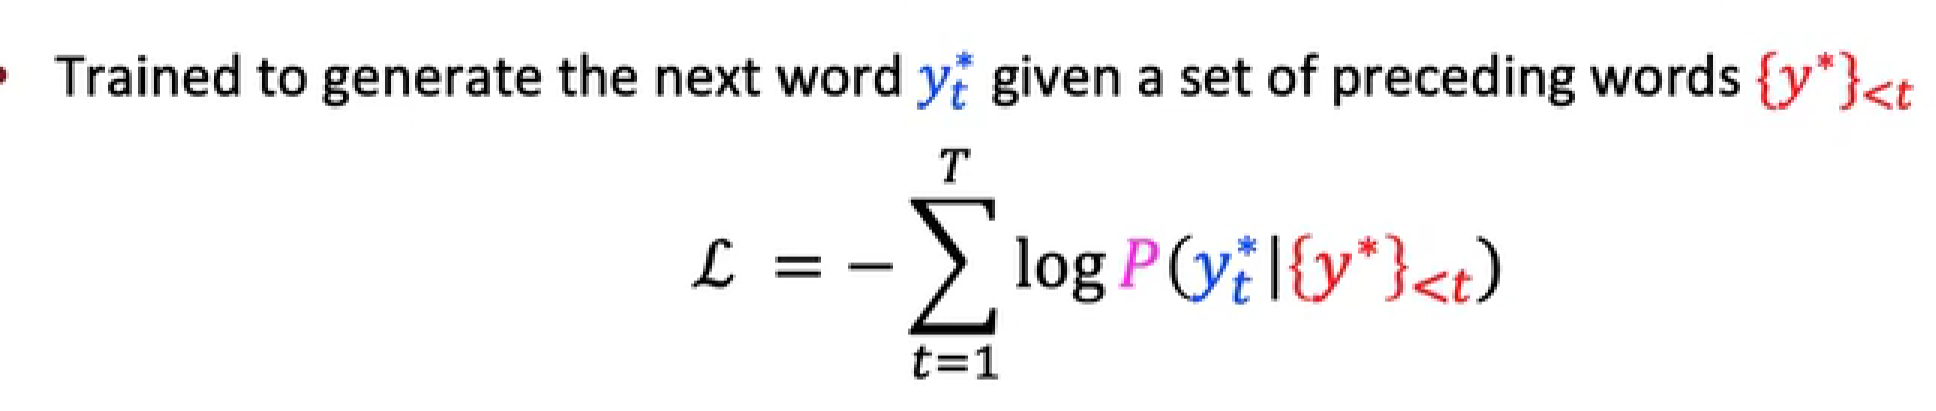 • Trained to generate the next word y*_t given a set of preceding words {y*}_{<t}
ℒ = − ∑_{t=1}^{T} log P(y*_t|{y*}_{<t})